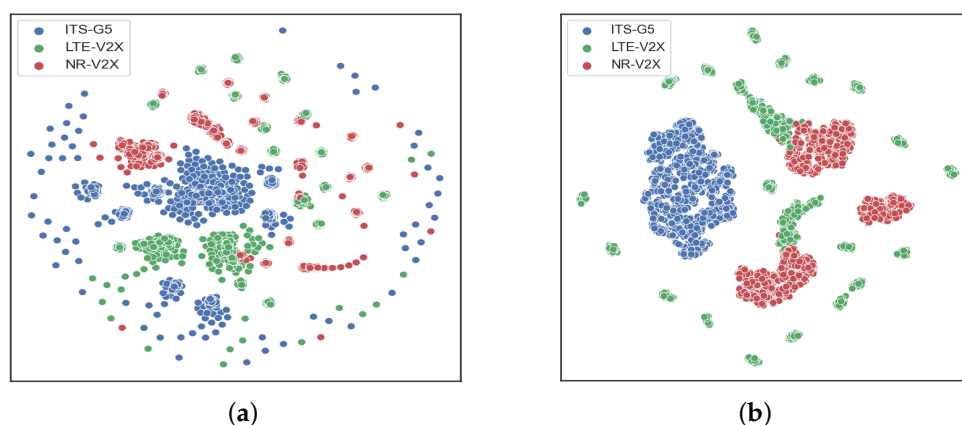 ITS-G5
LTE-V2X
NR-V2X
ITS-G5
LTE-V2X
NR-V2X
(a)
(b)